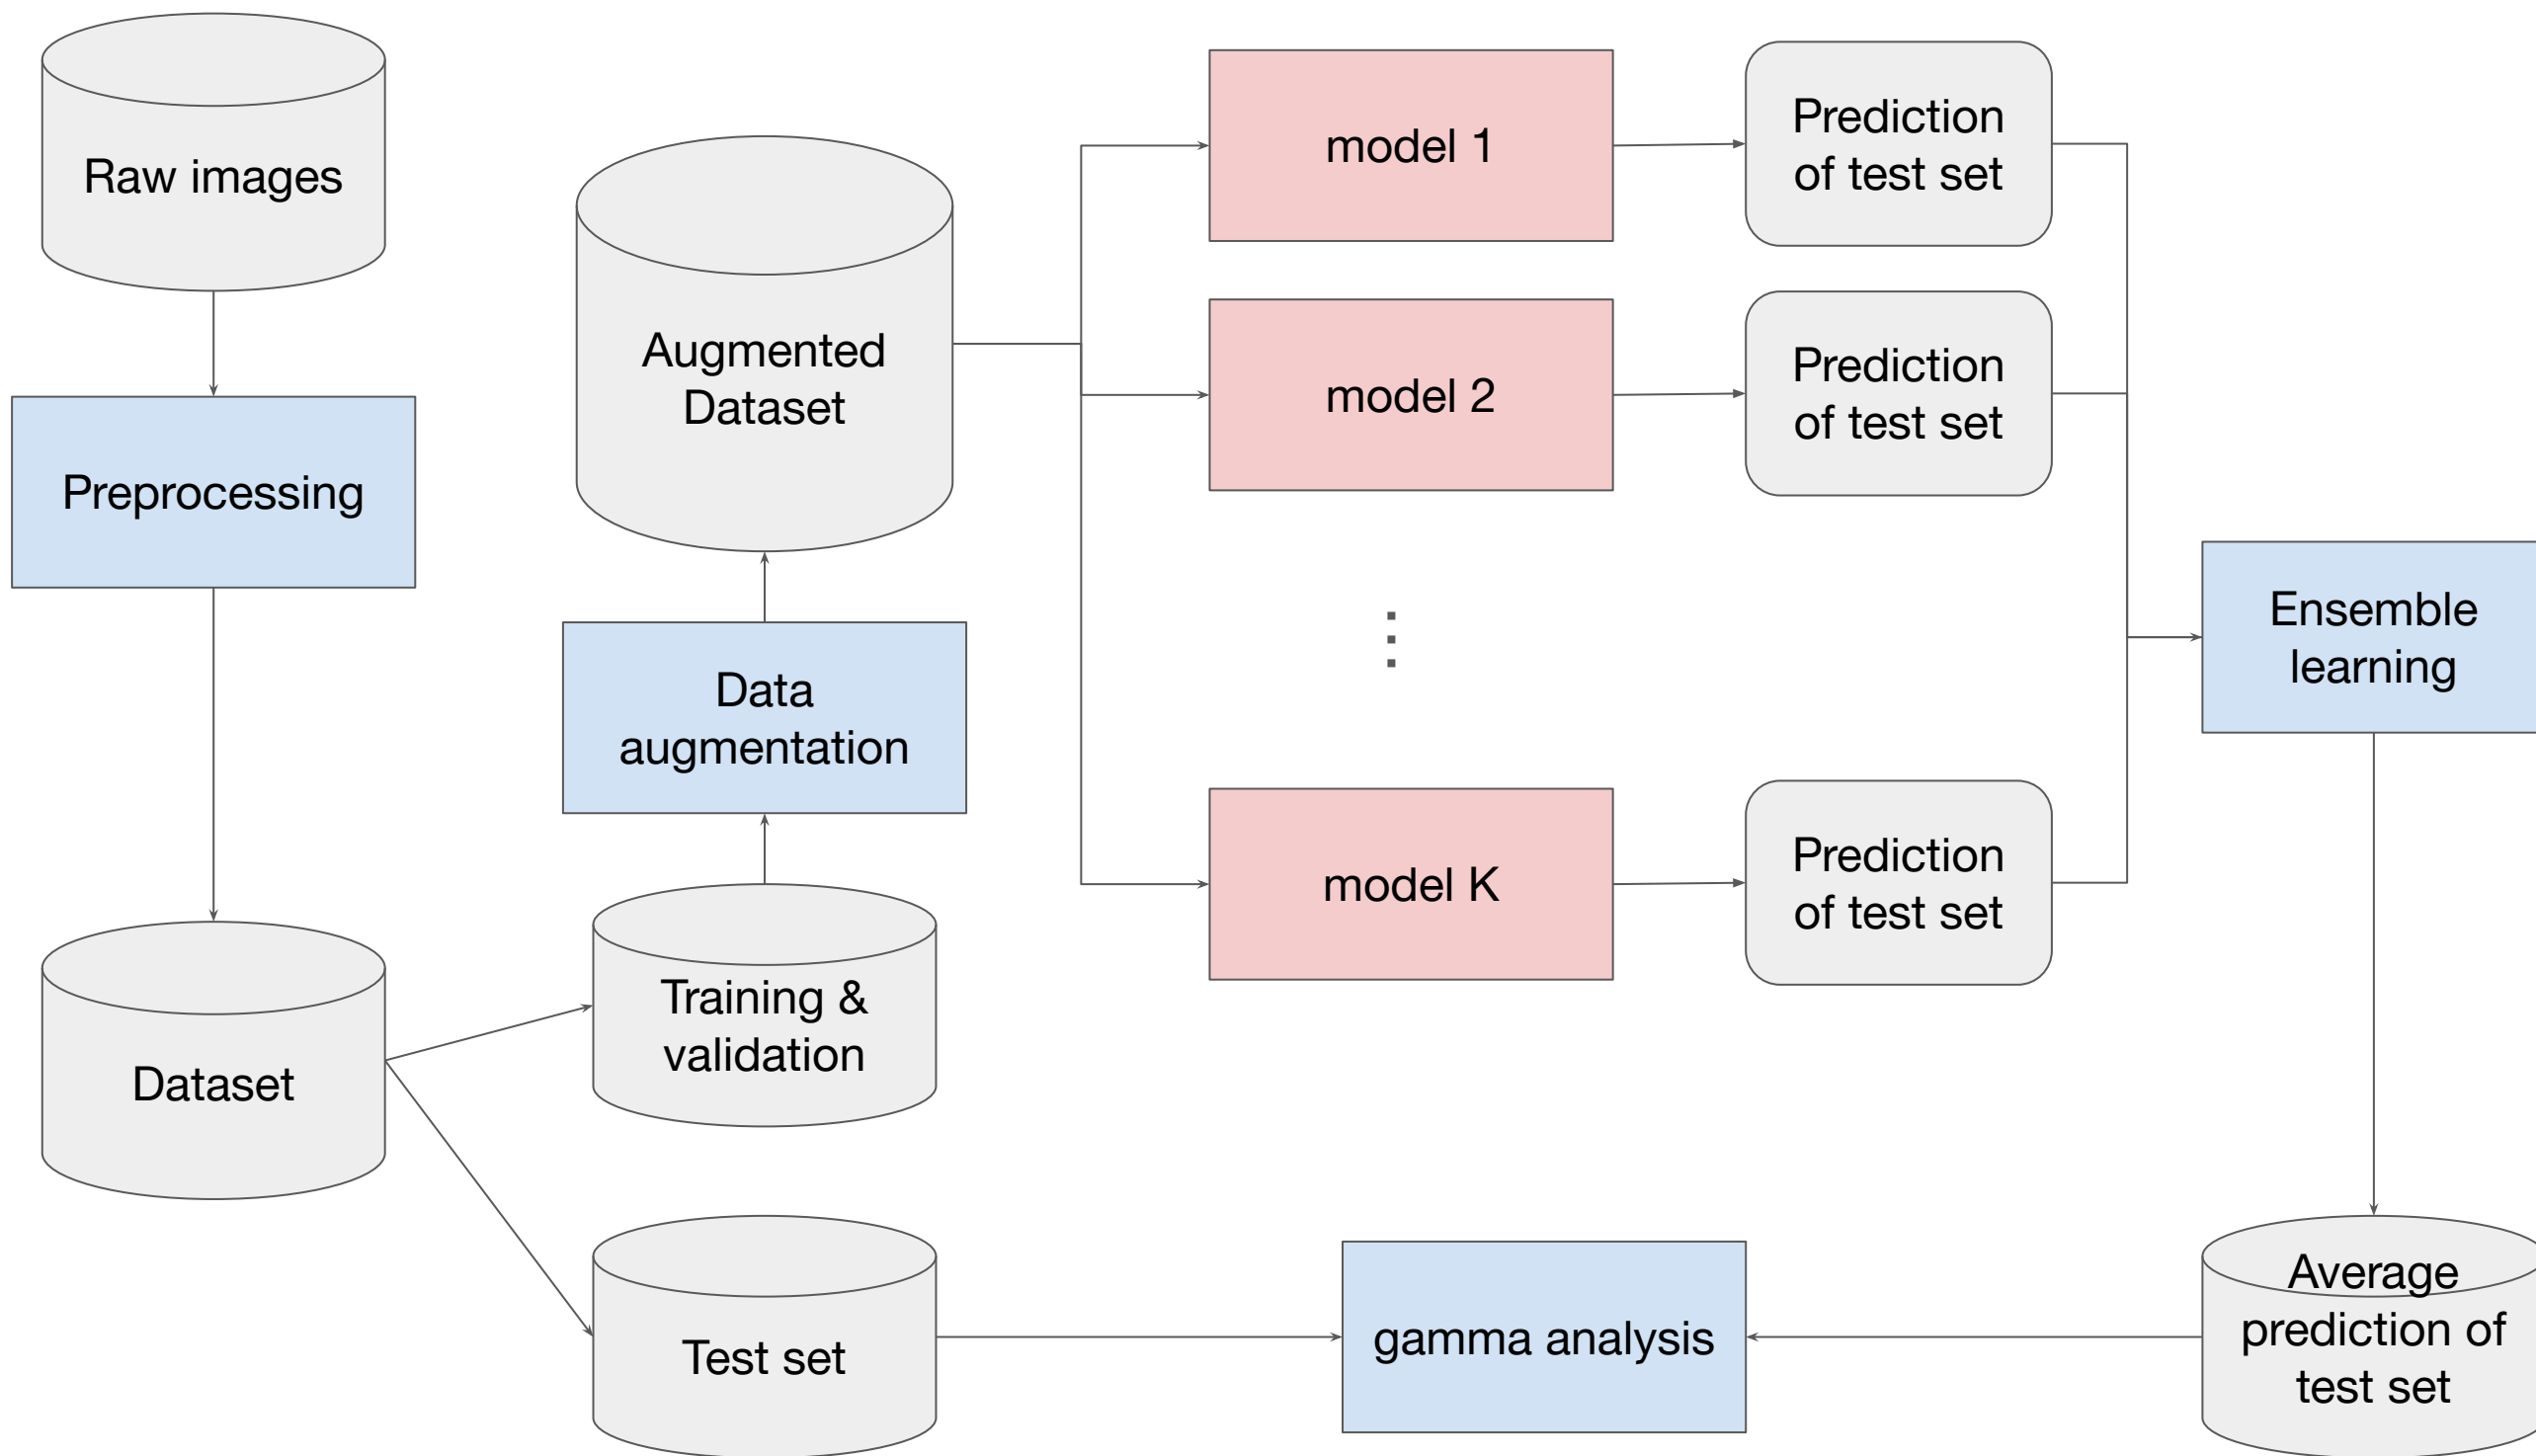 Raw images
Preprocessing
Dataset
Augmented
Dataset
Data
augmentation
Training &
validation
Test set
model 1
model 2
model K
Prediction
of test set
Prediction
of test set
Prediction
of test set
Ensemble
learning
gamma analysis
Average
prediction of
test set